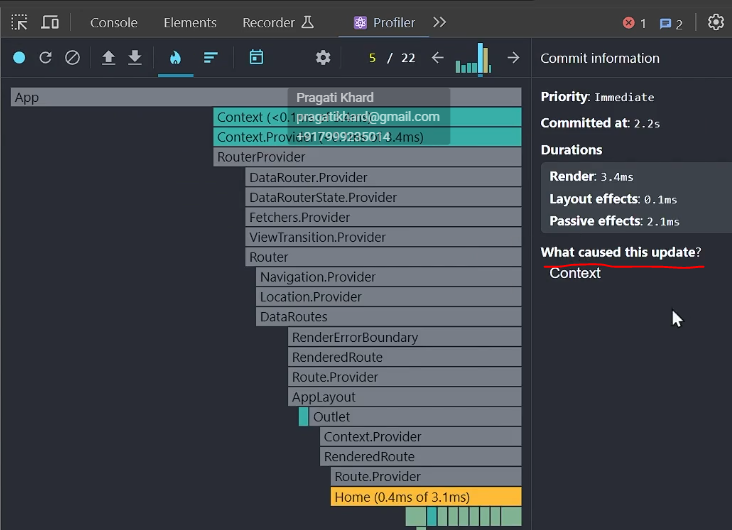 Console Elements Recorder Profiler 1 2
5 / 22
Commit information
Priority: Immediate
Committed at: 2.2s
Durations
Render: 3.4ms
Layout effects: 0.1ms
Passive effects: 2.1ms
What caused this update?
Context
App
Pragati Khard
pragatikhard@gmail.com
+917999235014
Context (<0.1
Context.Provider
.4ms)
RouterProvider
DataRouter.Provider
DataRouterState.Provider
Fetchers.Provider
ViewTransition.Provider
Router
Navigation.Provider
Location.Provider
DataRoutes
RenderErrorBoundary
RenderedRoute
Route.Provider
AppLayout
Outlet
Context.Provider
RenderedRoute
Route.Provider
Home (0.4ms of 3.1ms)